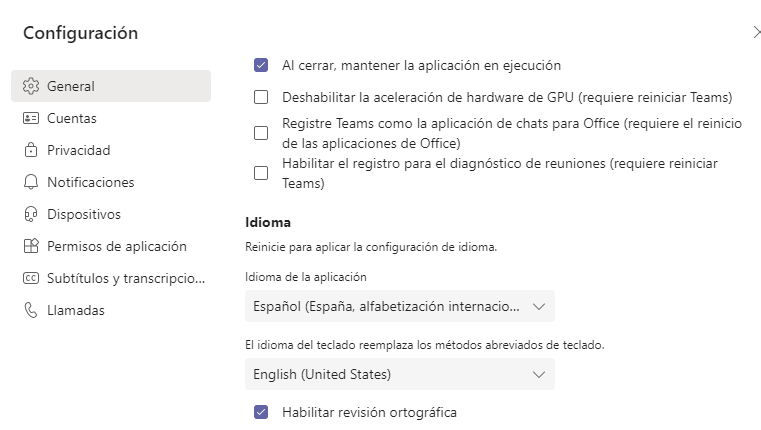 Configuración
General
Cuentas
Privacidad
Notificaciones
Dispositivos
Permisos de aplicación
Subtítulos y transcripcio...
Llamadas
Al cerrar, mantener la aplicación en ejecución
Deshabilitar la aceleración de hardware de GPU (requiere reiniciar Teams)
Registre Teams como la aplicación de chats para Office (requiere el reinicio
de las aplicaciones de Office)
Habilitar el registro para el diagnóstico de reuniones (requiere reiniciar
Teams)
Idioma
Reinicie para aplicar la configuración de idioma.
Idioma de la aplicación
Español (España, alfabetización internacio...
El idioma del teclado reemplaza los métodos abreviados de teclado.
English (United States)
Habilitar revisión ortográfica